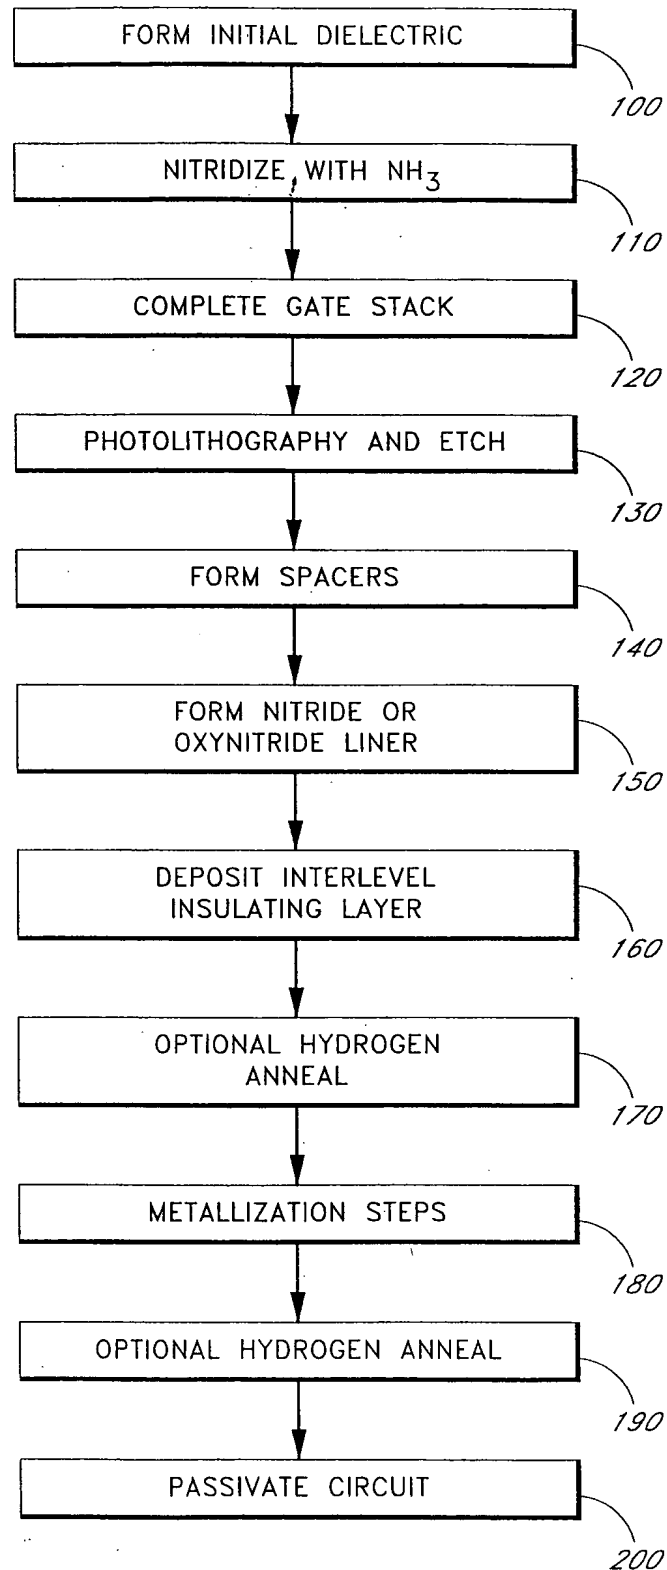 FORM INITIAL DIELECTRIC
100
NITRIDIZE WITH NH3
110
COMPLETE GATE STACK
120
PHOTOLITHOGRAPHY AND ETCH
130
FORM SPACERS
140
FORM NITRIDE OR
OXYNITRIDE LINER
150
DEPOSIT INTERLEVEL
INSULATING LAYER
160
OPTIONAL HYDROGEN
ANNEAL
170
METALLIZATION STEPS
180
OPTIONAL HYDROGEN ANNEAL
190
PASSIVATE CIRCUIT
200